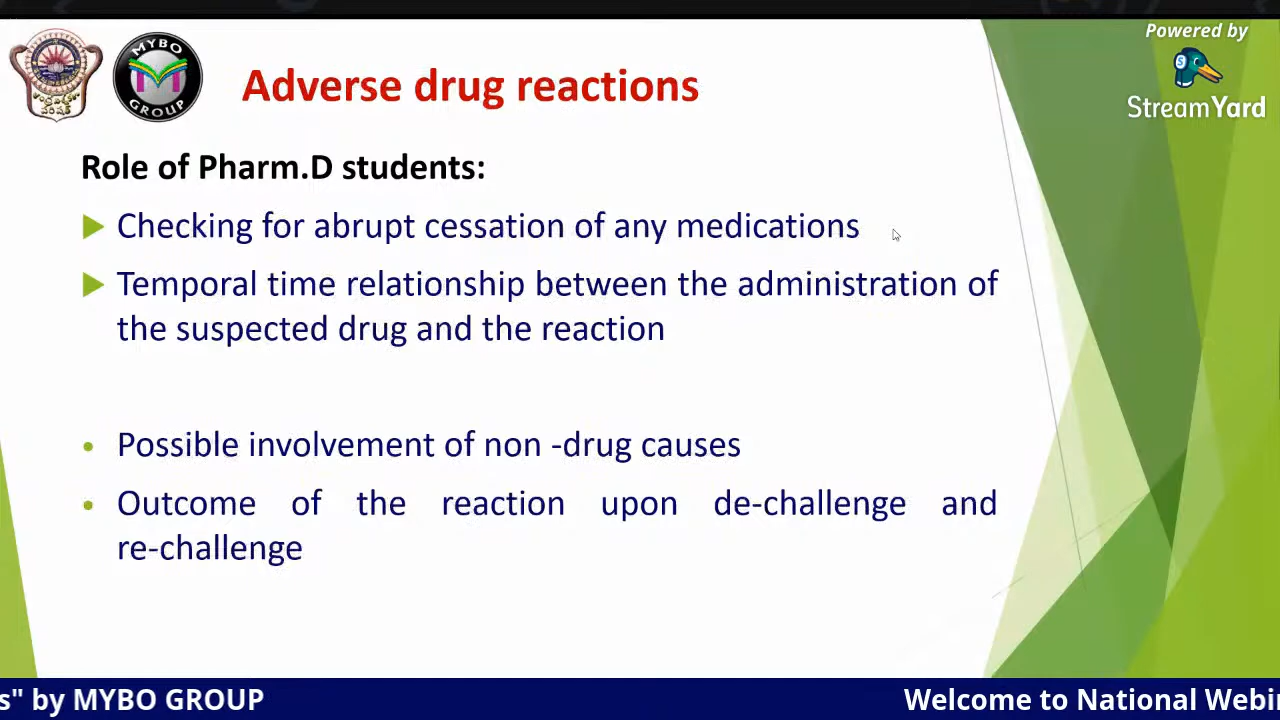 Powered by
StreamYard
MYBO
GROUP
Adverse drug reactions
Role of Pharm.D students:
Checking for abrupt cessation of any medications
Temporal time relationship between the administration of
the suspected drug and the reaction
Possible involvement of non -drug causes
Outcome of the reaction upon de-challenge and
re-challenge
s" by MYBO GROUP
Welcome to National Webi